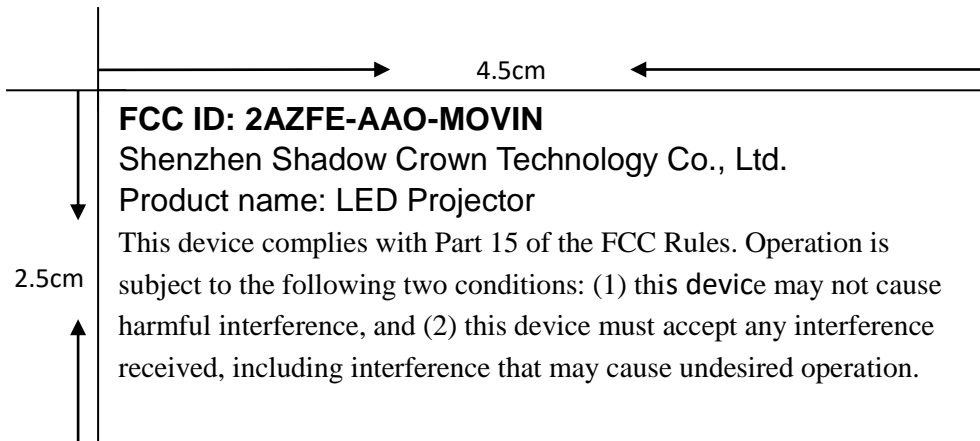 4.5cm
FCC ID: 2AZFE-AAO-MOVIN
Shenzhen Shadow Crown Technology Co., Ltd.
Product name: LED Projector
This device complies with Part 15 of the FCC Rules. Operation is
2.5cm
subject to the following two conditions: (1) this device may not cause
harmful interference, and (2) this device must accept any interference
received, including interference that may cause undesired operation.